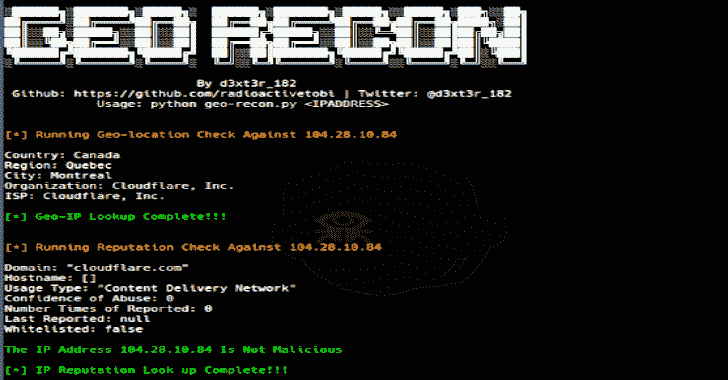 GEO RECON
By d3xt3r_182
Github: https://github.com/radioactivetobi | Twitter: @d3xt3r_182
Usage: python geo-recon.py <IPADDRESS>
[*] Running Geo-location Check Against 104.28.10.84
Country: Canada
Region: Quebec
City: Montreal
Organization: Cloudflare, Inc.
ISP: Cloudflare, Inc.
[*] Geo-IP Lookup Complete!!!
[*] Running Reputation Check Against 104.28.10.84
Domain: "cloudflare.com"
Hostname: []
Usage Type: "Content Delivery Network"
Confidence of Abuse: 0
Number Times of Reported: 0
Last Reported: null
Whitelisted: false
The IP Address 104.28.10.84 Is Not Malicious
[*] IP Reputation Look up Complete!!!